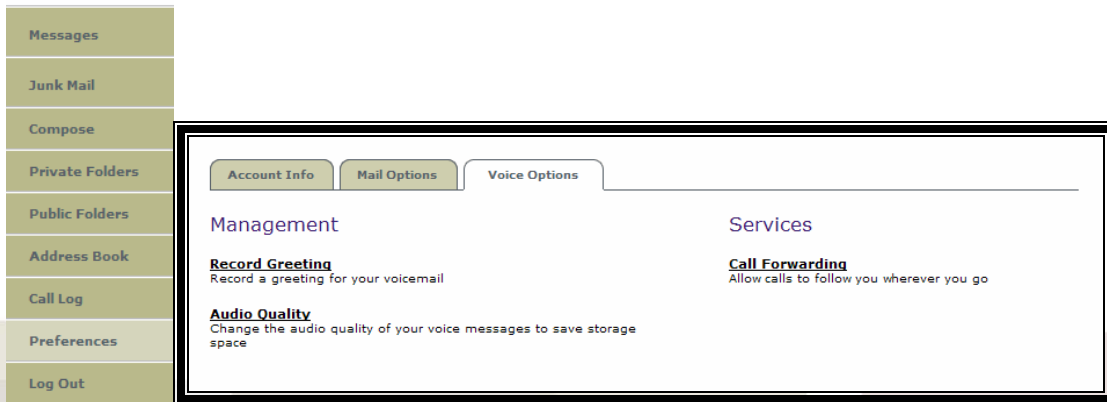 Messages
Junk Mail
Compose
Private Folders
Public Folders
Address Book
Call Log
Preferences
Log Out
Account Info
Mail Options
Voice Options
Management
Record Greeting
Record a greeting for your voicemail
Audio Quality
Change the audio quality of your voice messages to save storage
space
Services
Call Forwarding
Allow calls to follow you wherever you go